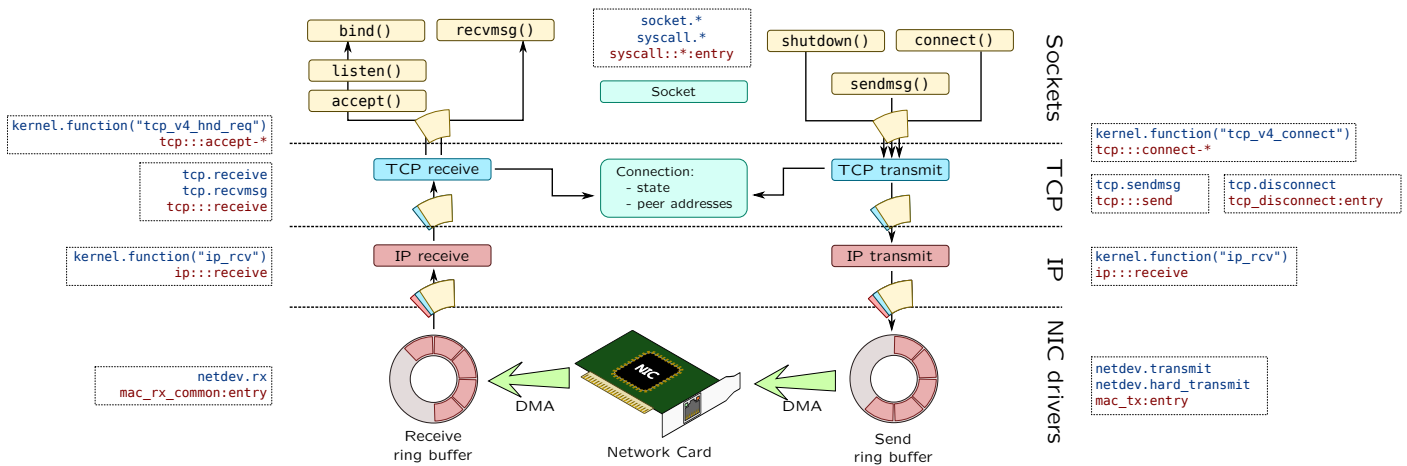 bind()
recvmsg()
listen()
accept()
socket.*
syscall.*
syscall::*:entry
Socket
shutdown()
connect()
sendmsg()
Sockets
kernel.function("tcp_v4_hnd_req")
tcp:::accept-*
kernel.function("tcp_v4_connect")
tcp:::connect-*
tcp.receive
tcp.recvmsg
tcp:::receive
TCP receive
Connection:
- state
- peer addresses
TCP transmit
TCP
tcp.sendmsg
tcp:::send
tcp.disconnect
tcp_disconnect:entry
kernel.function("ip_rcv")
ip:::receive
IP receive
IP transmit
IP
kernel.function("ip_rcv")
ip:::receive
netdev.rx
mac_rx_common:entry
Receive
ring buffer
DMA
NIC
Network Card
DMA
Send
ring buffer
NIC drivers
netdev.transmit
netdev.hard_transmit
mac_tx:entry